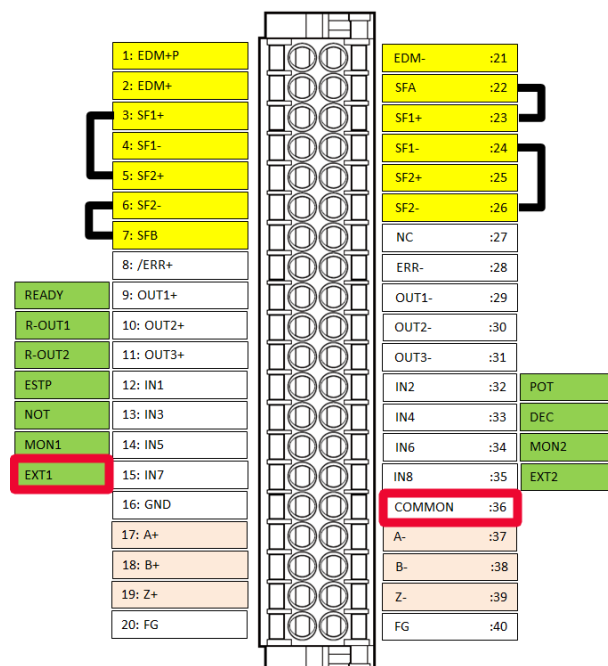 1: EDM+P
EDM- :21
2: EDM+
SFA :22
3: SF1+
SF1+ :23
4: SF1-
SF1- :24
5: SF2+
SF2+ :25
6: SF2-
SF2- :26
7: SFB
NC :27
8: /ERR+
ERR- :28
READY 9: OUT1+
OUT1- :29
R-OUT1 10: OUT2+
OUT2- :30
R-OUT2 11: OUT3+
OUT3- :31
ESTP 12: IN1
IN2 :32 POT
NOT 13: IN3
IN4 :33 DEC
MON1 14: IN5
IN6 :34 MON2
EXT1 15: IN7
IN8 :35 EXT2
16: GND
COMMON :36
17: A+
A- :37
18: B+
B- :38
19: Z+
Z- :39
20: FG
FG :40